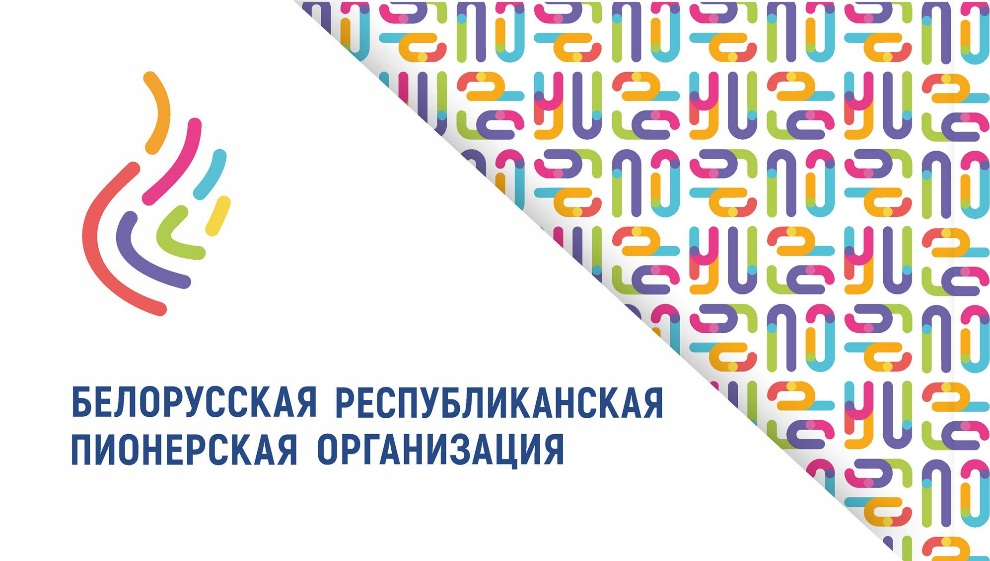 БЕЛОРУССКАЯ РЕСПУБЛИКАНСКАЯ
ПИОНЕРСКАЯ ОРГАНИЗАЦИЯ